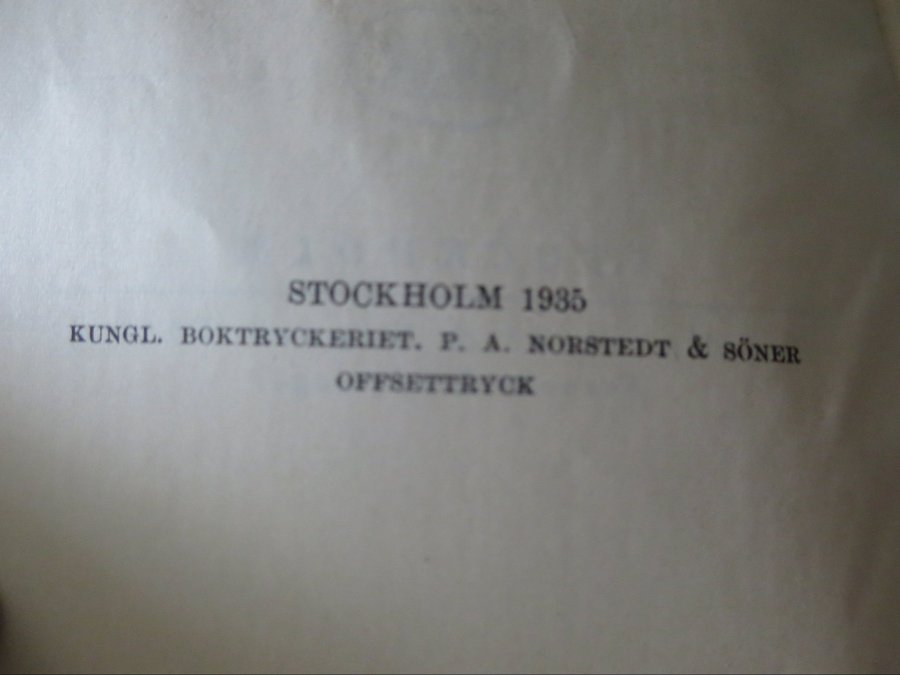 STOCKHOLM 1935
KUNGL. BOKTRYCKERIET. P. A. NORSTEDT & SÖNER
OFFSETTRYCK